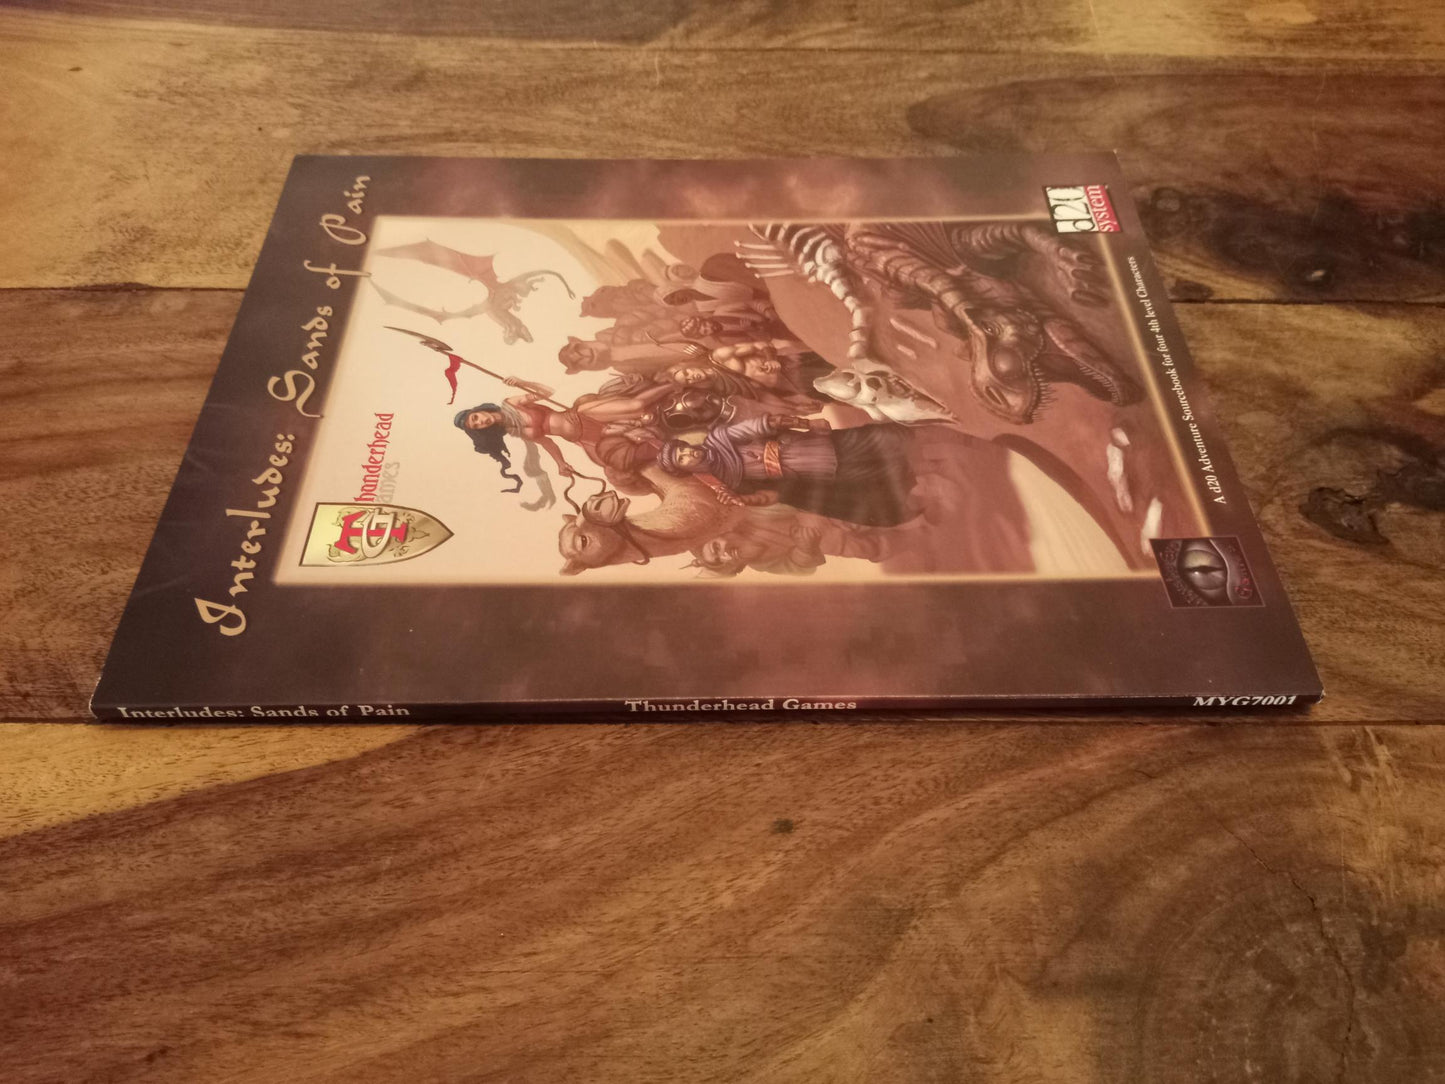 Interludes: Sands of Pain
d20
system
Thunderhead
Games
TG
A d20 Adventure Sourcebook for four 4th level Characters
Interludes: Sands of Pain
Thunderhead Games
MYG7001